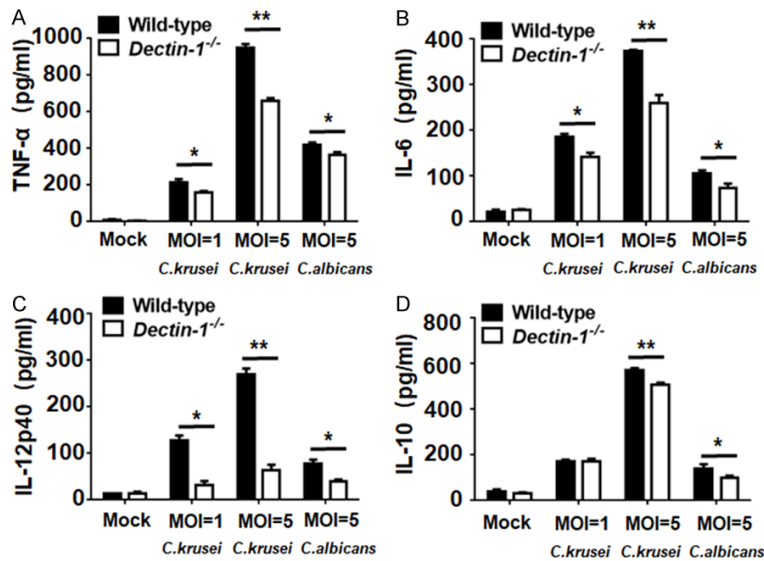 A
Wild-type
Dectin-1-/-
TNF-α (pg/ml)
1000
800
600
400
200
0
*
**
*
Mock
MOI=1
MOI=5
MOI=5
C.krusei
C.krusei
C.albicans
B
Wild-type
Dectin-1-/-
IL-6 (pg/ml)
400
300
200
100
0
*
**
*
Mock
MOI=1
MOI=5
MOI=5
C.krusei
C.krusei
C.albicans
C
Wild-type
Dectin-1-/-
IL-12p40 (pg/ml)
400
300
200
100
0
*
**
*
Mock
MOI=1
MOI=5
MOI=5
C.krusei
C.krusei
C.albicans
D
Wild-type
Dectin-1-/-
IL-10 (pg/ml)
800
600
400
200
0
**
*
Mock
MOI=1
MOI=5
MOI=5
C.krusei
C.krusei
C.albicans